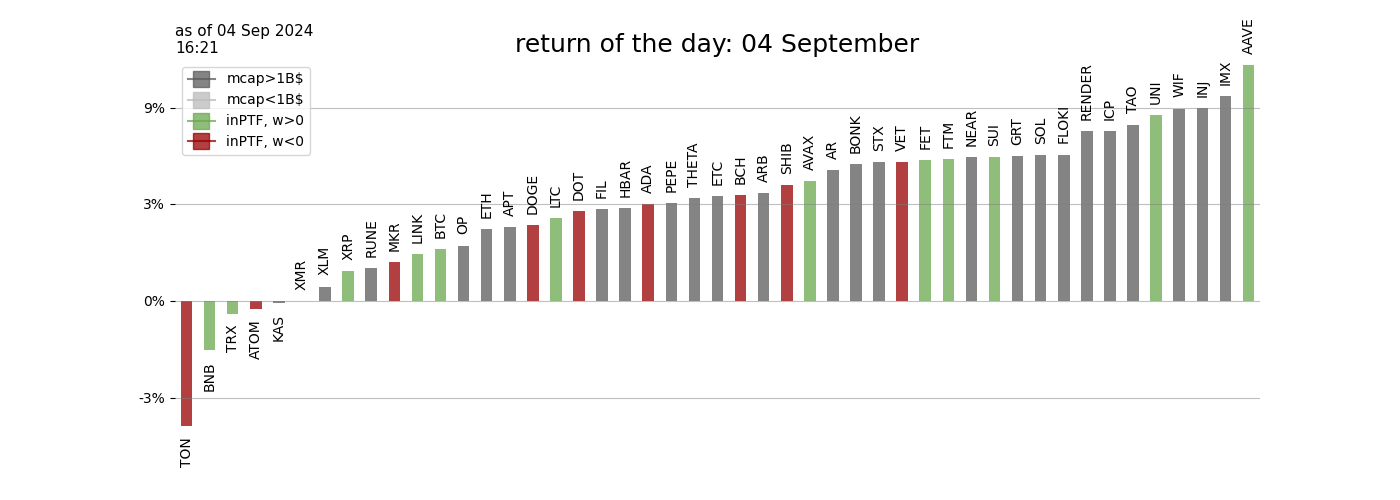 as of 04 Sep 2024
16:21
return of the day: 04 September
mcap>1B$
mcap<1B$
inPTF, w>0
inPTF, w<0
9%
3%
0%
-3%
TON
BNB
TRX
ATOM
KAS
XMR
XLM
XRP
RUNE
MKR
LINK
BTC
OP
ETH
APT
DOGE
LTC
DOT
FIL
HBAR
ADA
PEPE
THETA
ETC
BCH
ARB
SHIB
AVAX
AR
BONK
STX
VET
FET
FTM
NEAR
SUI
GRT
SOL
FLOKI
RENDER
ICP
TAO
UNI
WIF
INJ
IMX
AAVE